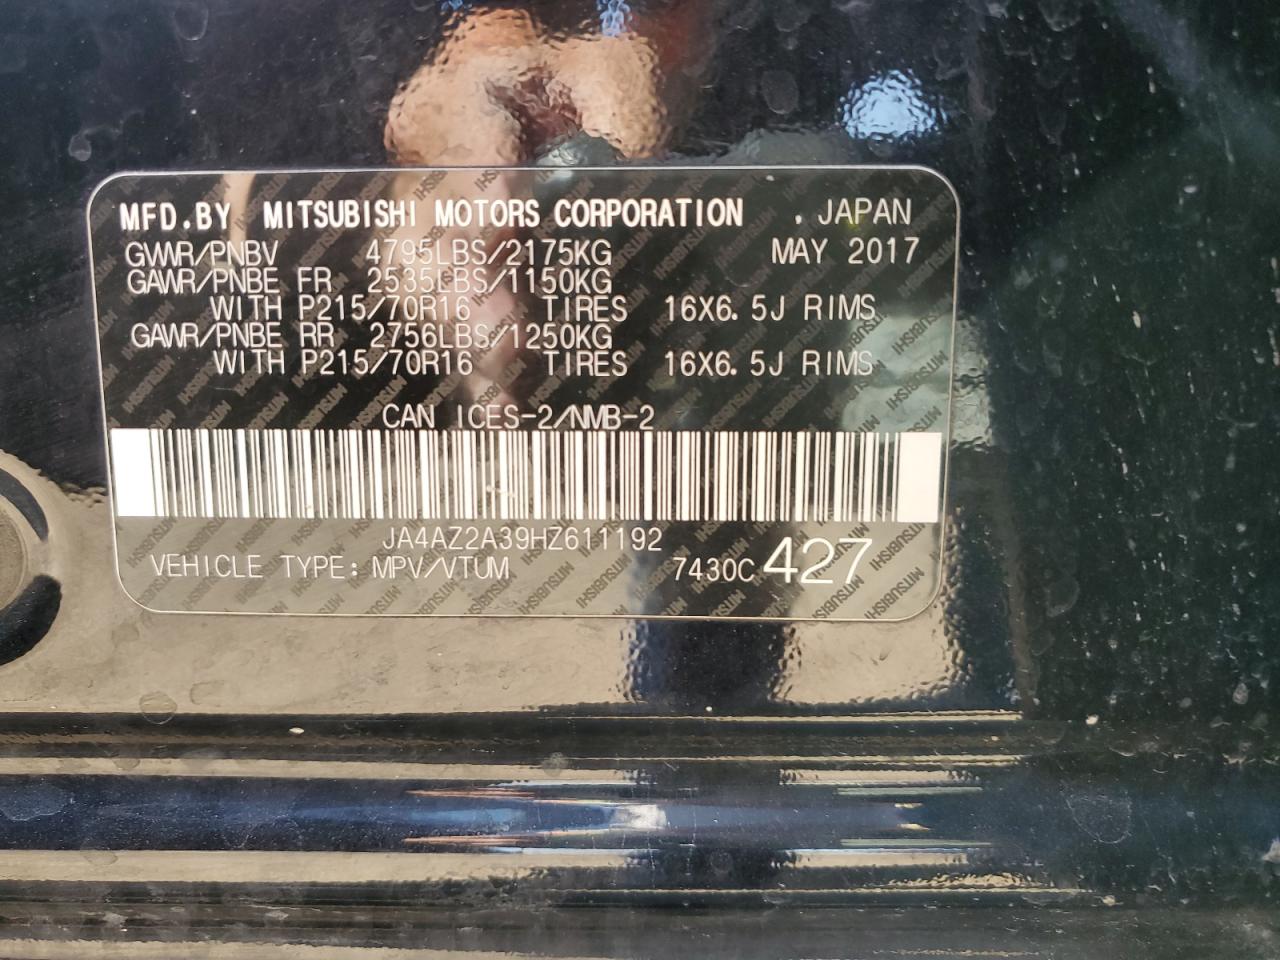 MFD.BY MITSUBISHI MOTORS CORPORATION . JAPAN
GVWR/PNBV 4795LBS/2175KG MAY 2017
GAWR/PNBE FR 2535LBS/1150KG
WITH P215/70R16 TIRES 16X6.5J RIMS
GAWR/PNBE RR 2756LBS/1250KG
WITH P215/70R16 TIRES 16X6.5J RIMS
CAN ICES-2/NMB-2
JA4AZ2A39HZ611192
VEHICLE TYPE: MPV/VTUM 7430C 427